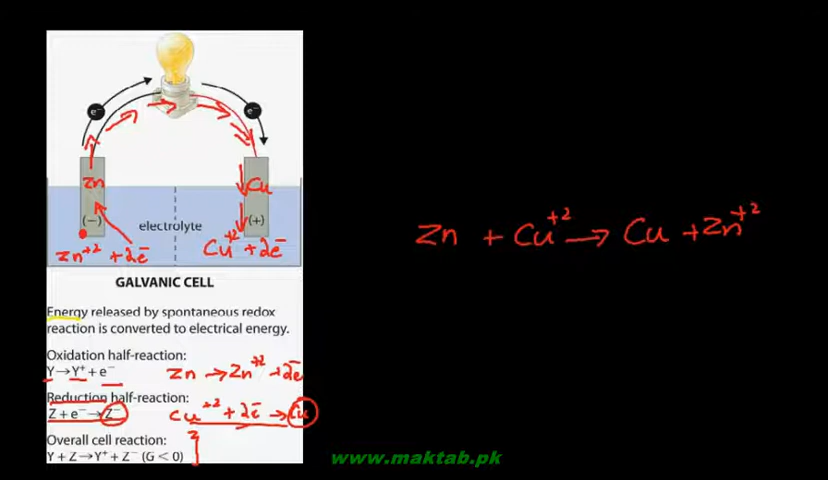 e⁻ e⁻
Zn Cu
(−) electrolyte (+)
Zn⁺² + 2e⁻ Cu⁺² + 2e⁻
Zn + Cu⁺² → Cu + Zn⁺²
GALVANIC CELL
Energy released by spontaneous redox
reaction is converted to electrical energy.
Oxidation half-reaction:
Y → Y⁺ + e⁻ Zn → Zn⁺² + 2e⁻
Reduction half-reaction:
Z + e⁻ → Z⁻ Cu⁺² + 2e⁻ → Cu
Overall cell reaction:
Y + Z → Y⁺ + Z⁻ (G < 0)
www.maktab.pk